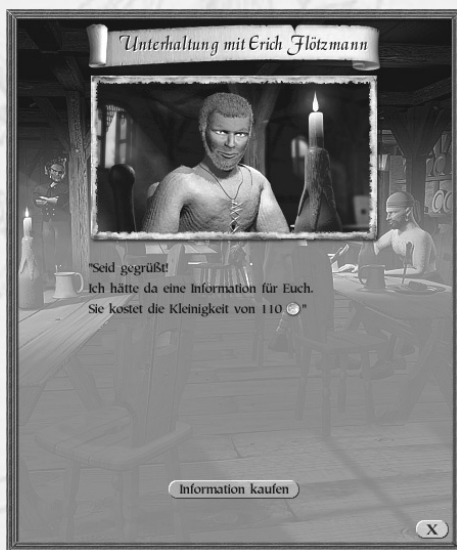 Unterhaltung mit Erich Flötzmann
"Seid gegrüßt!
Ich hätte da eine Information für Euch.
Sie kostet die Kleinigkeit von 110 "
Information kaufen
X